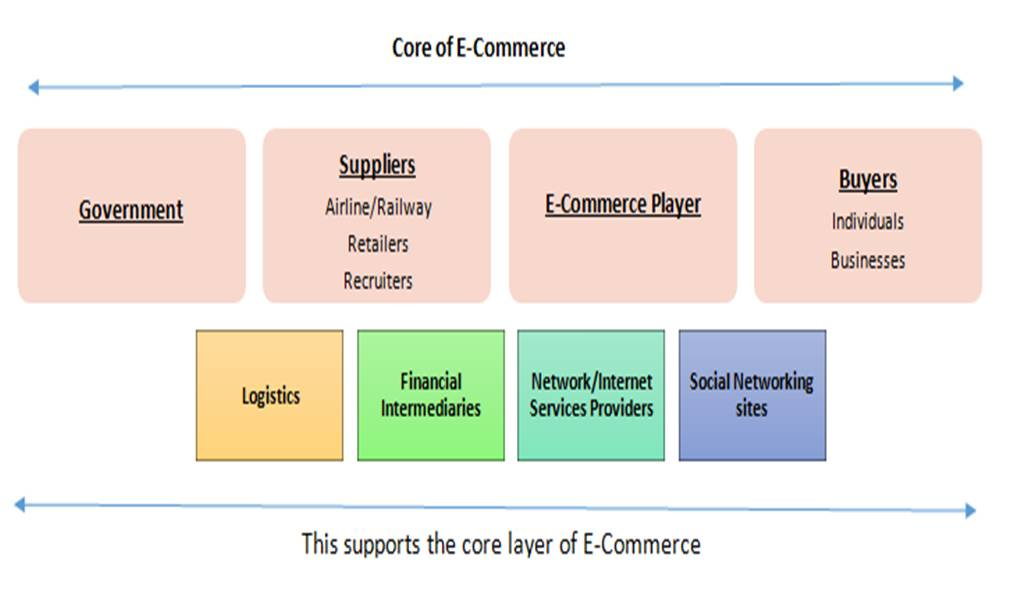 Core of E-Commerce
Government
Suppliers
Airline/Railway
Retailers
Recruiters
E-Commerce Player
Buyers
Individuals
Businesses
Logistics
Financial
Intermediaries
Network/Internet
Services Providers
Social Networking
sites
This supports the core layer of E-Commerce